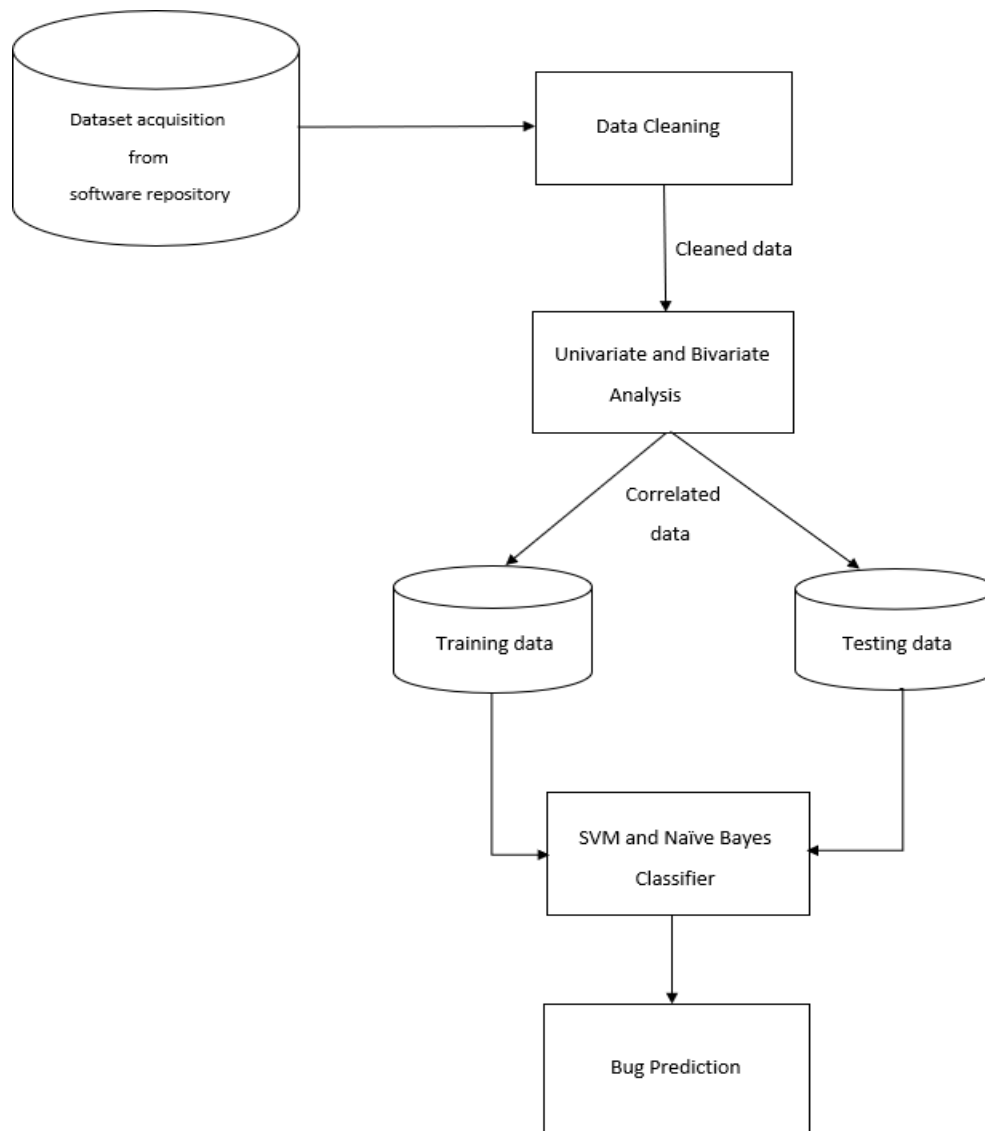 Dataset acquisition
from
software repository
Data Cleaning
Cleaned data
Univariate and Bivariate
Analysis
Correlated
data
Training data
Testing data
SVM and Naïve Bayes
Classifier
Bug Prediction